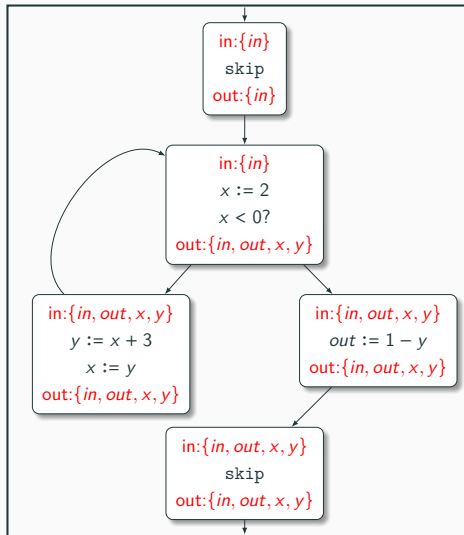 in:{in}
skip
out:{in}
in:{in}
x := 2
x < 0?
out:{in, out, x, y}
in:{in, out, x, y}
y := x + 3
x := y
out:{in, out, x, y}
in:{in, out, x, y}
out := 1 − y
out:{in, out, x, y}
in:{in, out, x, y}
skip
out:{in, out, x, y}